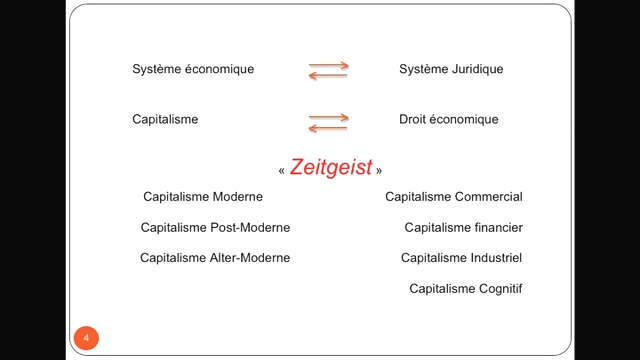 Système économique Système Juridique
Capitalisme Droit économique
« Zeitgeist »
Capitalisme Moderne Capitalisme Commercial
Capitalisme Post-Moderne Capitalisme financier
Capitalisme Alter-Moderne Capitalisme Industriel
Capitalisme Cognitif
4